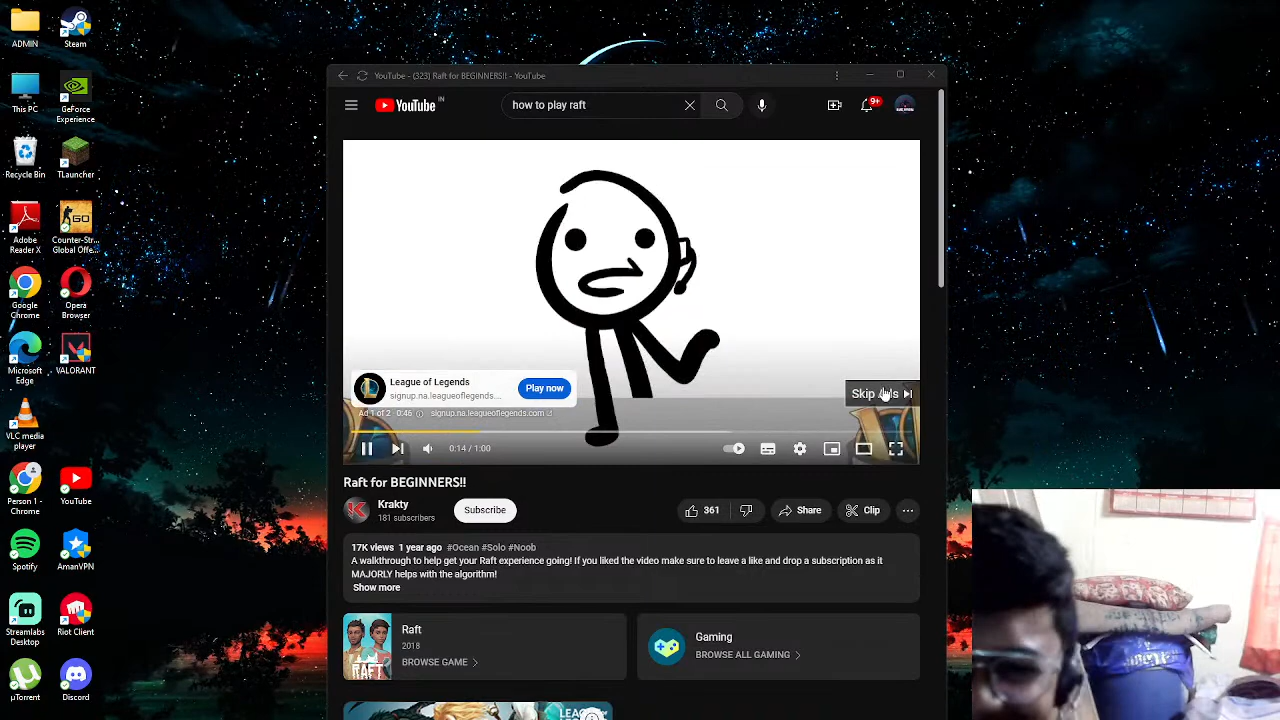 ADMIN
Steam
This PC
GeForce
Experience
Recycle Bin
TLauncher
Adobe
Reader X
Counter-Str...
Global Offe...
Google
Chrome
Opera
Browser
Microsoft
Edge
VALORANT
VLC media
player
Person 1 -
Chrome
YouTube
Spotify
AmanVPN
Streamlabs
Desktop
Riot Client
µTorrent
Discord
YouTube - (323) Raft for BEGINNERS!! - YouTube
YouTube IN
how to play raft
9+
League of Legends
signup.na.leagueoflegends....
Play now
Ad 1 of 2 · 0:46
signup.na.leagueoflegends.com
Skip Ads
0:14 / 1:00
Raft for BEGINNERS!!
Krakty
181 subscribers
Subscribe
361
Share
Clip
17K views 1 year ago #Ocean #Solo #Noob
A walkthrough to help get your Raft experience going! If you liked the video make sure to leave a like and drop a subscription as it
MAJORLY helps with the algorithm!
Show more
RAFT
Raft
2018
BROWSE GAME
Gaming
BROWSE ALL GAMING